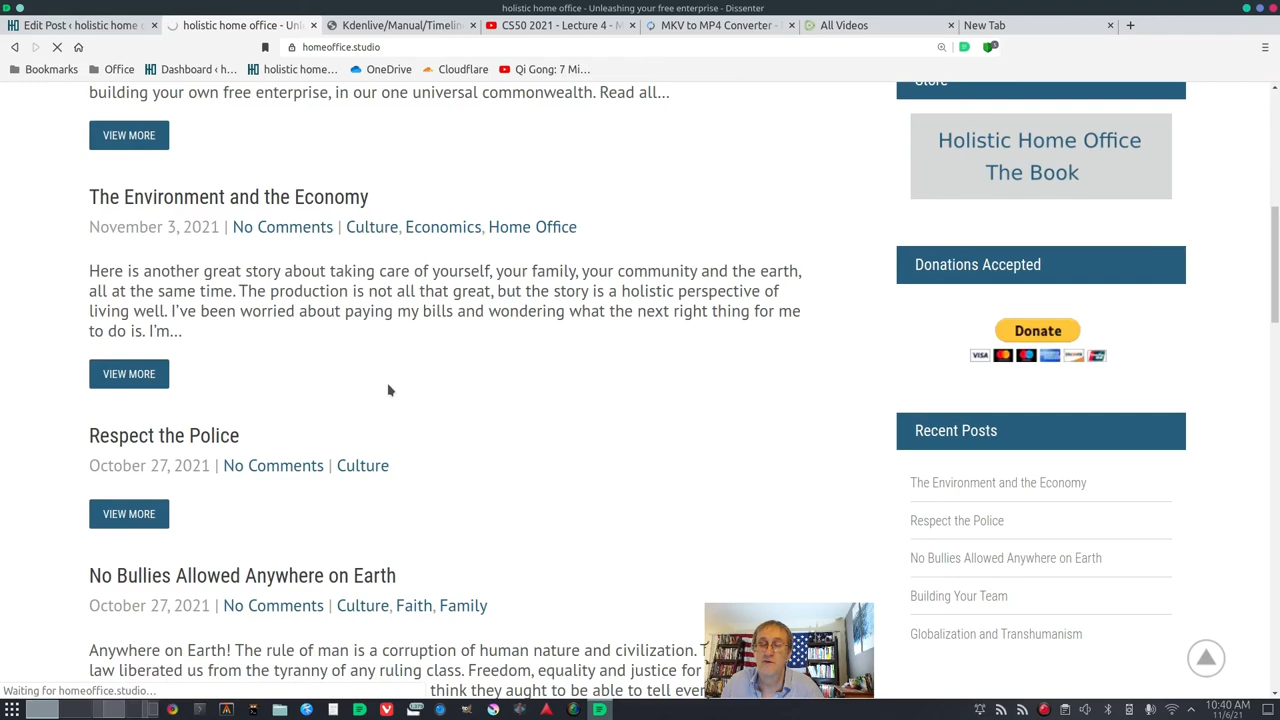 holistic home office - Unleashing your free enterprise - Dissenter
Edit Post ‹ holistic home
holistic home office - Unl
Kdenlive/Manual/Timelin
CS50 2021 - Lecture 4 - M
MKV to MP4 Converter -
All Videos
New Tab
homeoffice.studio
Bookmarks
Office
Dashboard ‹ h...
holistic home...
OneDrive
Cloudflare
Qi Gong: 7 Mi...
building your own free enterprise, in our one universal commonwealth. Read all...
VIEW MORE
The Environment and the Economy
November 3, 2021 | No Comments | Culture, Economics, Home Office
Here is another great story about taking care of yourself, your family, your community and the earth,
all at the same time. The production is not all that great, but the story is a holistic perspective of
living well. I've been worried about paying my bills and wondering what the next right thing for me
to do is. I'm...
VIEW MORE
Respect the Police
October 27, 2021 | No Comments | Culture
VIEW MORE
No Bullies Allowed Anywhere on Earth
October 27, 2021 | No Comments | Culture, Faith, Family
Anywhere on Earth! The rule of man is a corruption of human nature and civilization. T
law liberated us from the tyranny of any ruling class. Freedom, equality and justice for
think they aught to be able to tell ever
Store
Holistic Home Office
The Book
Donations Accepted
Donate
VISA
Recent Posts
The Environment and the Economy
Respect the Police
No Bullies Allowed Anywhere on Earth
Building Your Team
Globalization and Transhumanism
Waiting for homeoffice.studio...
10:40 AM
11/6/21